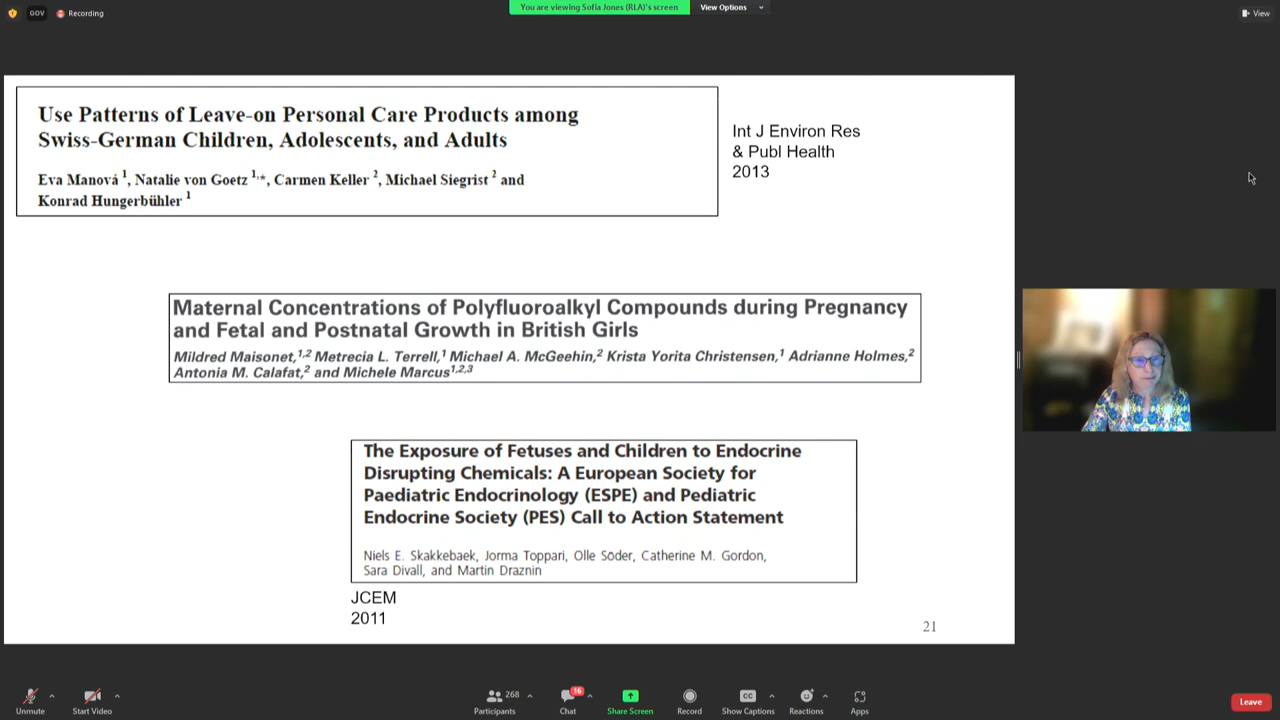 GOV
Recording
You are viewing Sofia Jones (RLA)'s screen
View Options
View
Use Patterns of Leave-on Personal Care Products among
Swiss-German Children, Adolescents, and Adults
Eva Manová 1, Natalie von Goetz 1,*, Carmen Keller 2, Michael Siegrist 2 and
Konrad Hungerbühler 1
Int J Environ Res
& Publ Health
2013
Maternal Concentrations of Polyfluoroalkyl Compounds during Pregnancy
and Fetal and Postnatal Growth in British Girls
Mildred Maisonet,1,2 Metrecia L. Terrell,1 Michael A. McGeehin,2 Krista Yorita Christensen,1 Adrianne Holmes,2
Antonia M. Calafat,2 and Michele Marcus1,2,3
The Exposure of Fetuses and Children to Endocrine
Disrupting Chemicals: A European Society for
Paediatric Endocrinology (ESPE) and Pediatric
Endocrine Society (PES) Call to Action Statement
Niels E. Skakkebaek, Jorma Toppari, Olle Söder, Catherine M. Gordon,
Sara Divall, and Martin Draznin
JCEM
2011
21
Unmute
Start Video
268
Participants
16
Chat
Share Screen
Record
CC
Show Captions
Reactions
Apps
Leave